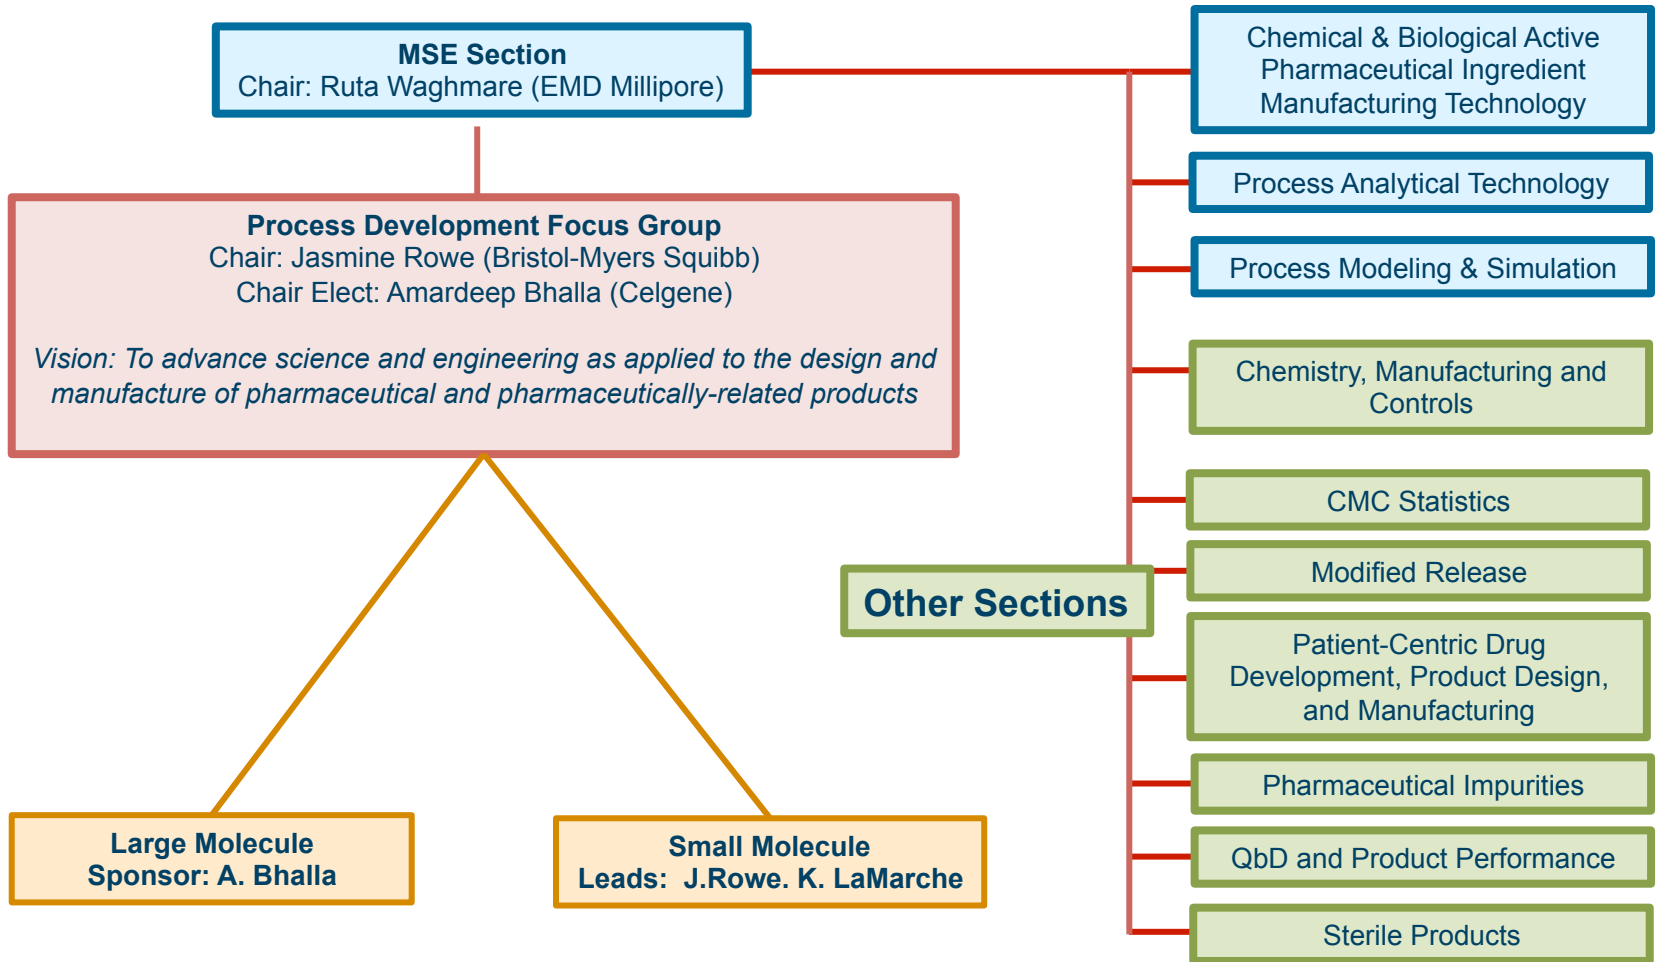 MSE Section
Chair: Ruta Waghmare (EMD Millipore)
Process Development Focus Group
Chair: Jasmine Rowe (Bristol-Myers Squibb)
Chair Elect: Amardeep Bhalla (Celgene)
Vision: To advance science and engineering as applied to the design and
manufacture of pharmaceutical and pharmaceutically-related products
Large Molecule
Sponsor: A. Bhalla
Small Molecule
Leads:  J.Rowe. K. LaMarche
Chemical & Biological Active
Pharmaceutical Ingredient
Manufacturing Technology
Process Analytical Technology
Process Modeling & Simulation
Other Sections
Chemistry, Manufacturing and
Controls
CMC Statistics
Modified Release
Patient-Centric Drug
Development, Product Design,
and Manufacturing
Pharmaceutical Impurities
QbD and Product Performance
Sterile Products